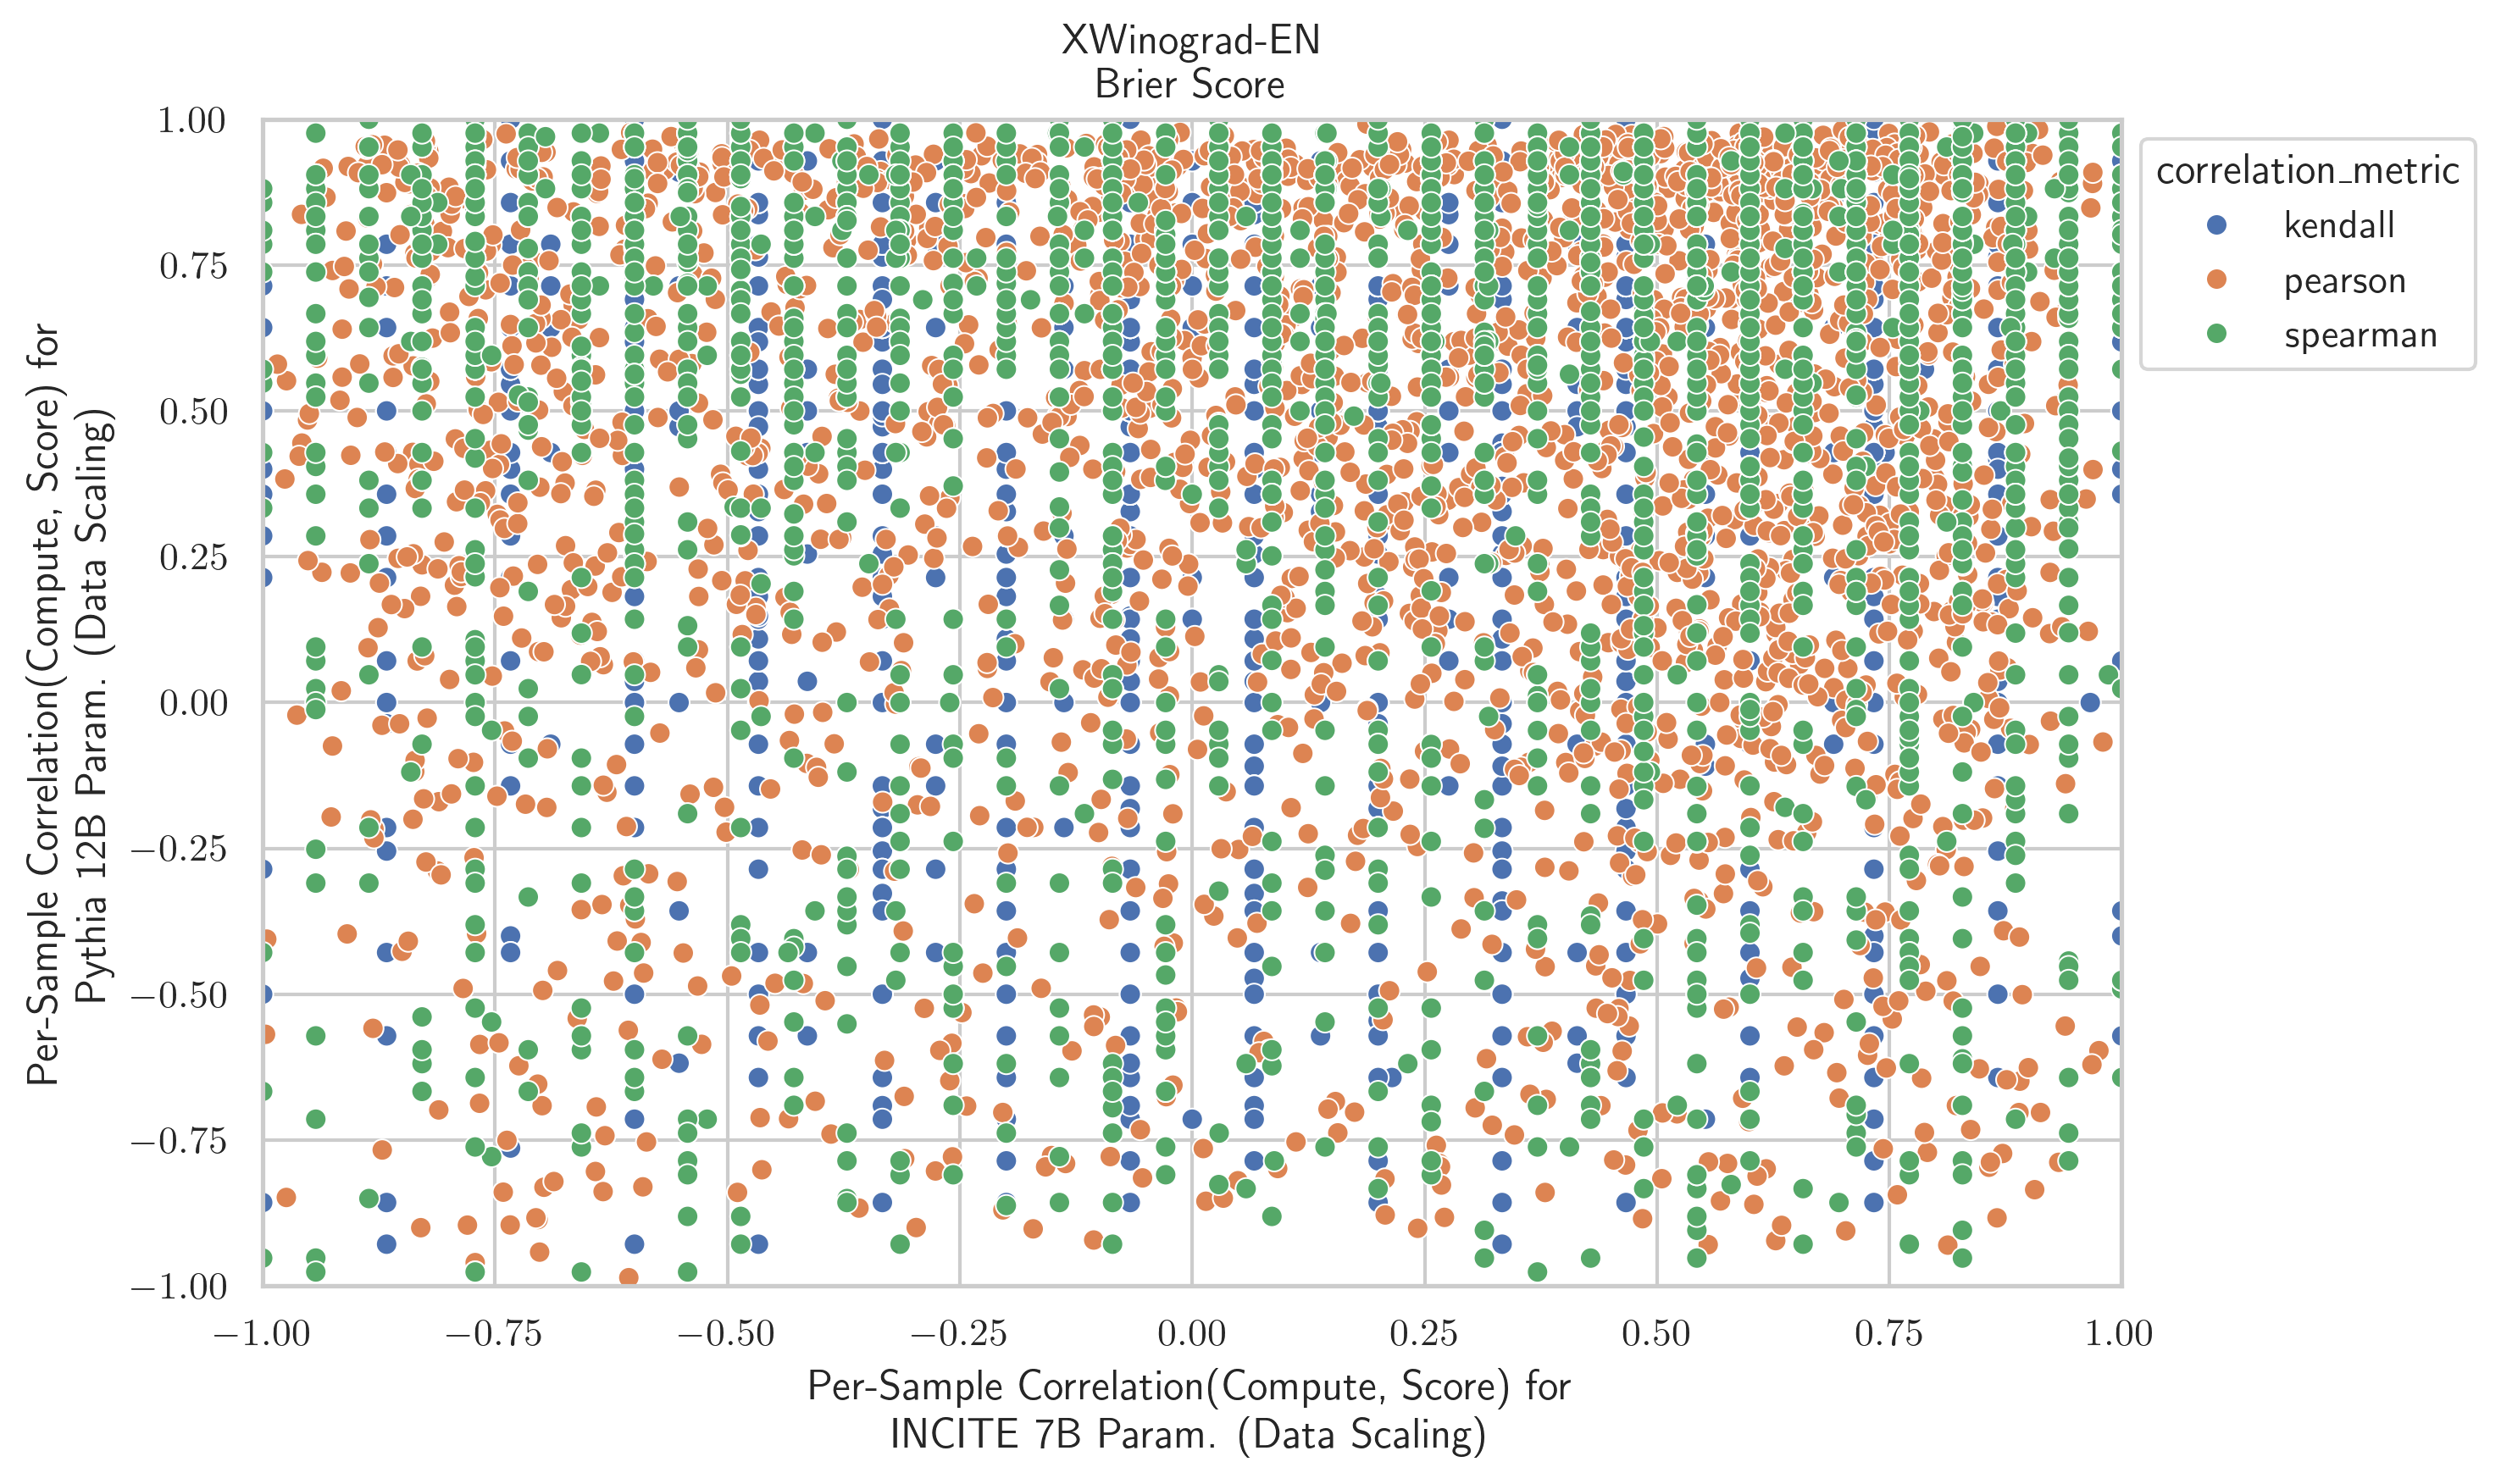 XWinograd-EN
Brier Score
Per-Sample Correlation(Compute, Score) for
Pythia 12B Param. (Data Scaling)
1.00
0.75
0.50
0.25
0.00
−0.25
−0.50
−0.75
−1.00
−1.00
−0.75
−0.50
−0.25
0.00
0.25
0.50
0.75
1.00
Per-Sample Correlation(Compute, Score) for
INCITE 7B Param. (Data Scaling)
correlation_metric
kendall
pearson
spearman